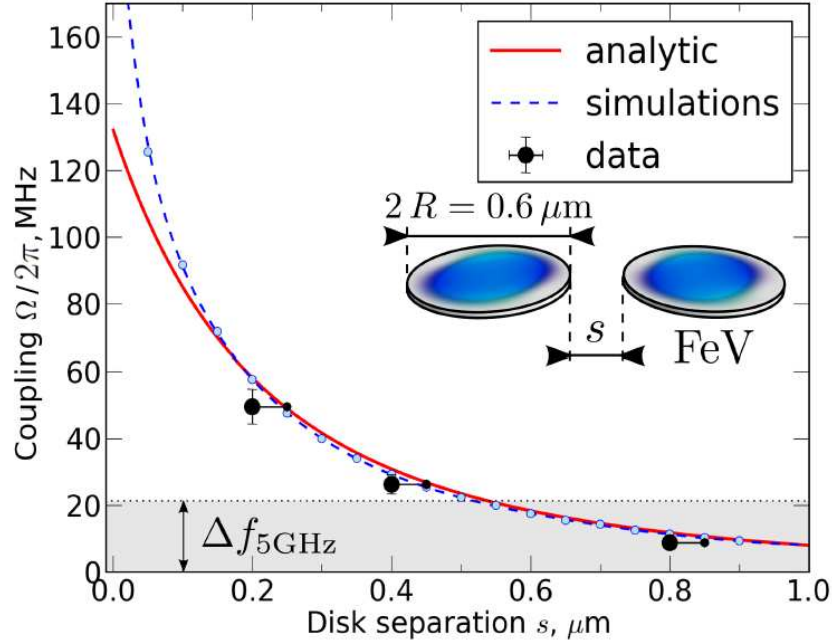 160
140
120
100
80
60
40
20
0
Coupling Ω/2π, MHz
analytic
simulations
data
2 R = 0.6 μm
s
FeV
Δf5GHz
0.0 0.2 0.4 0.6 0.8 1.0
Disk separation s, μm